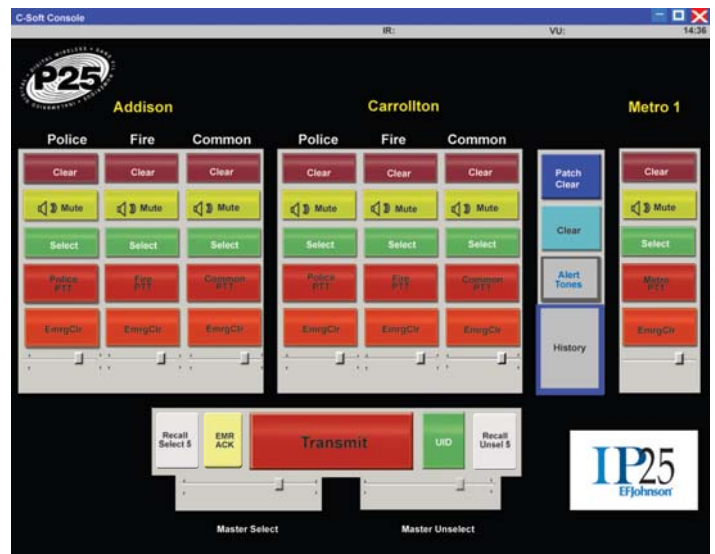 C-Soft Console
IR:
VU:
14:36
P25
Addison
Carrollton
Metro 1
Police Fire Common
Police Fire Common
Clear Clear Clear
Clear Clear Clear
Patch
Clear
Clear
Mute Mute Mute
Mute Mute Mute
Mute
Select Select Select
Select Select Select
Clear
Select
Police
PTT
Fire
PTT
Common
PTT
Police
PTT
Fire
PTT
Common
PTT
Alert
Tones
Metro
PTT
EmrgClr EmrgClr EmrgClr
EmrgClr EmrgClr EmrgClr
History
EmrgClr
Recall
Select 5
EMR
ACK
Transmit
UID
Recall
Unsel 5
IP25
EFJohnson
Master Select
Master Unselect